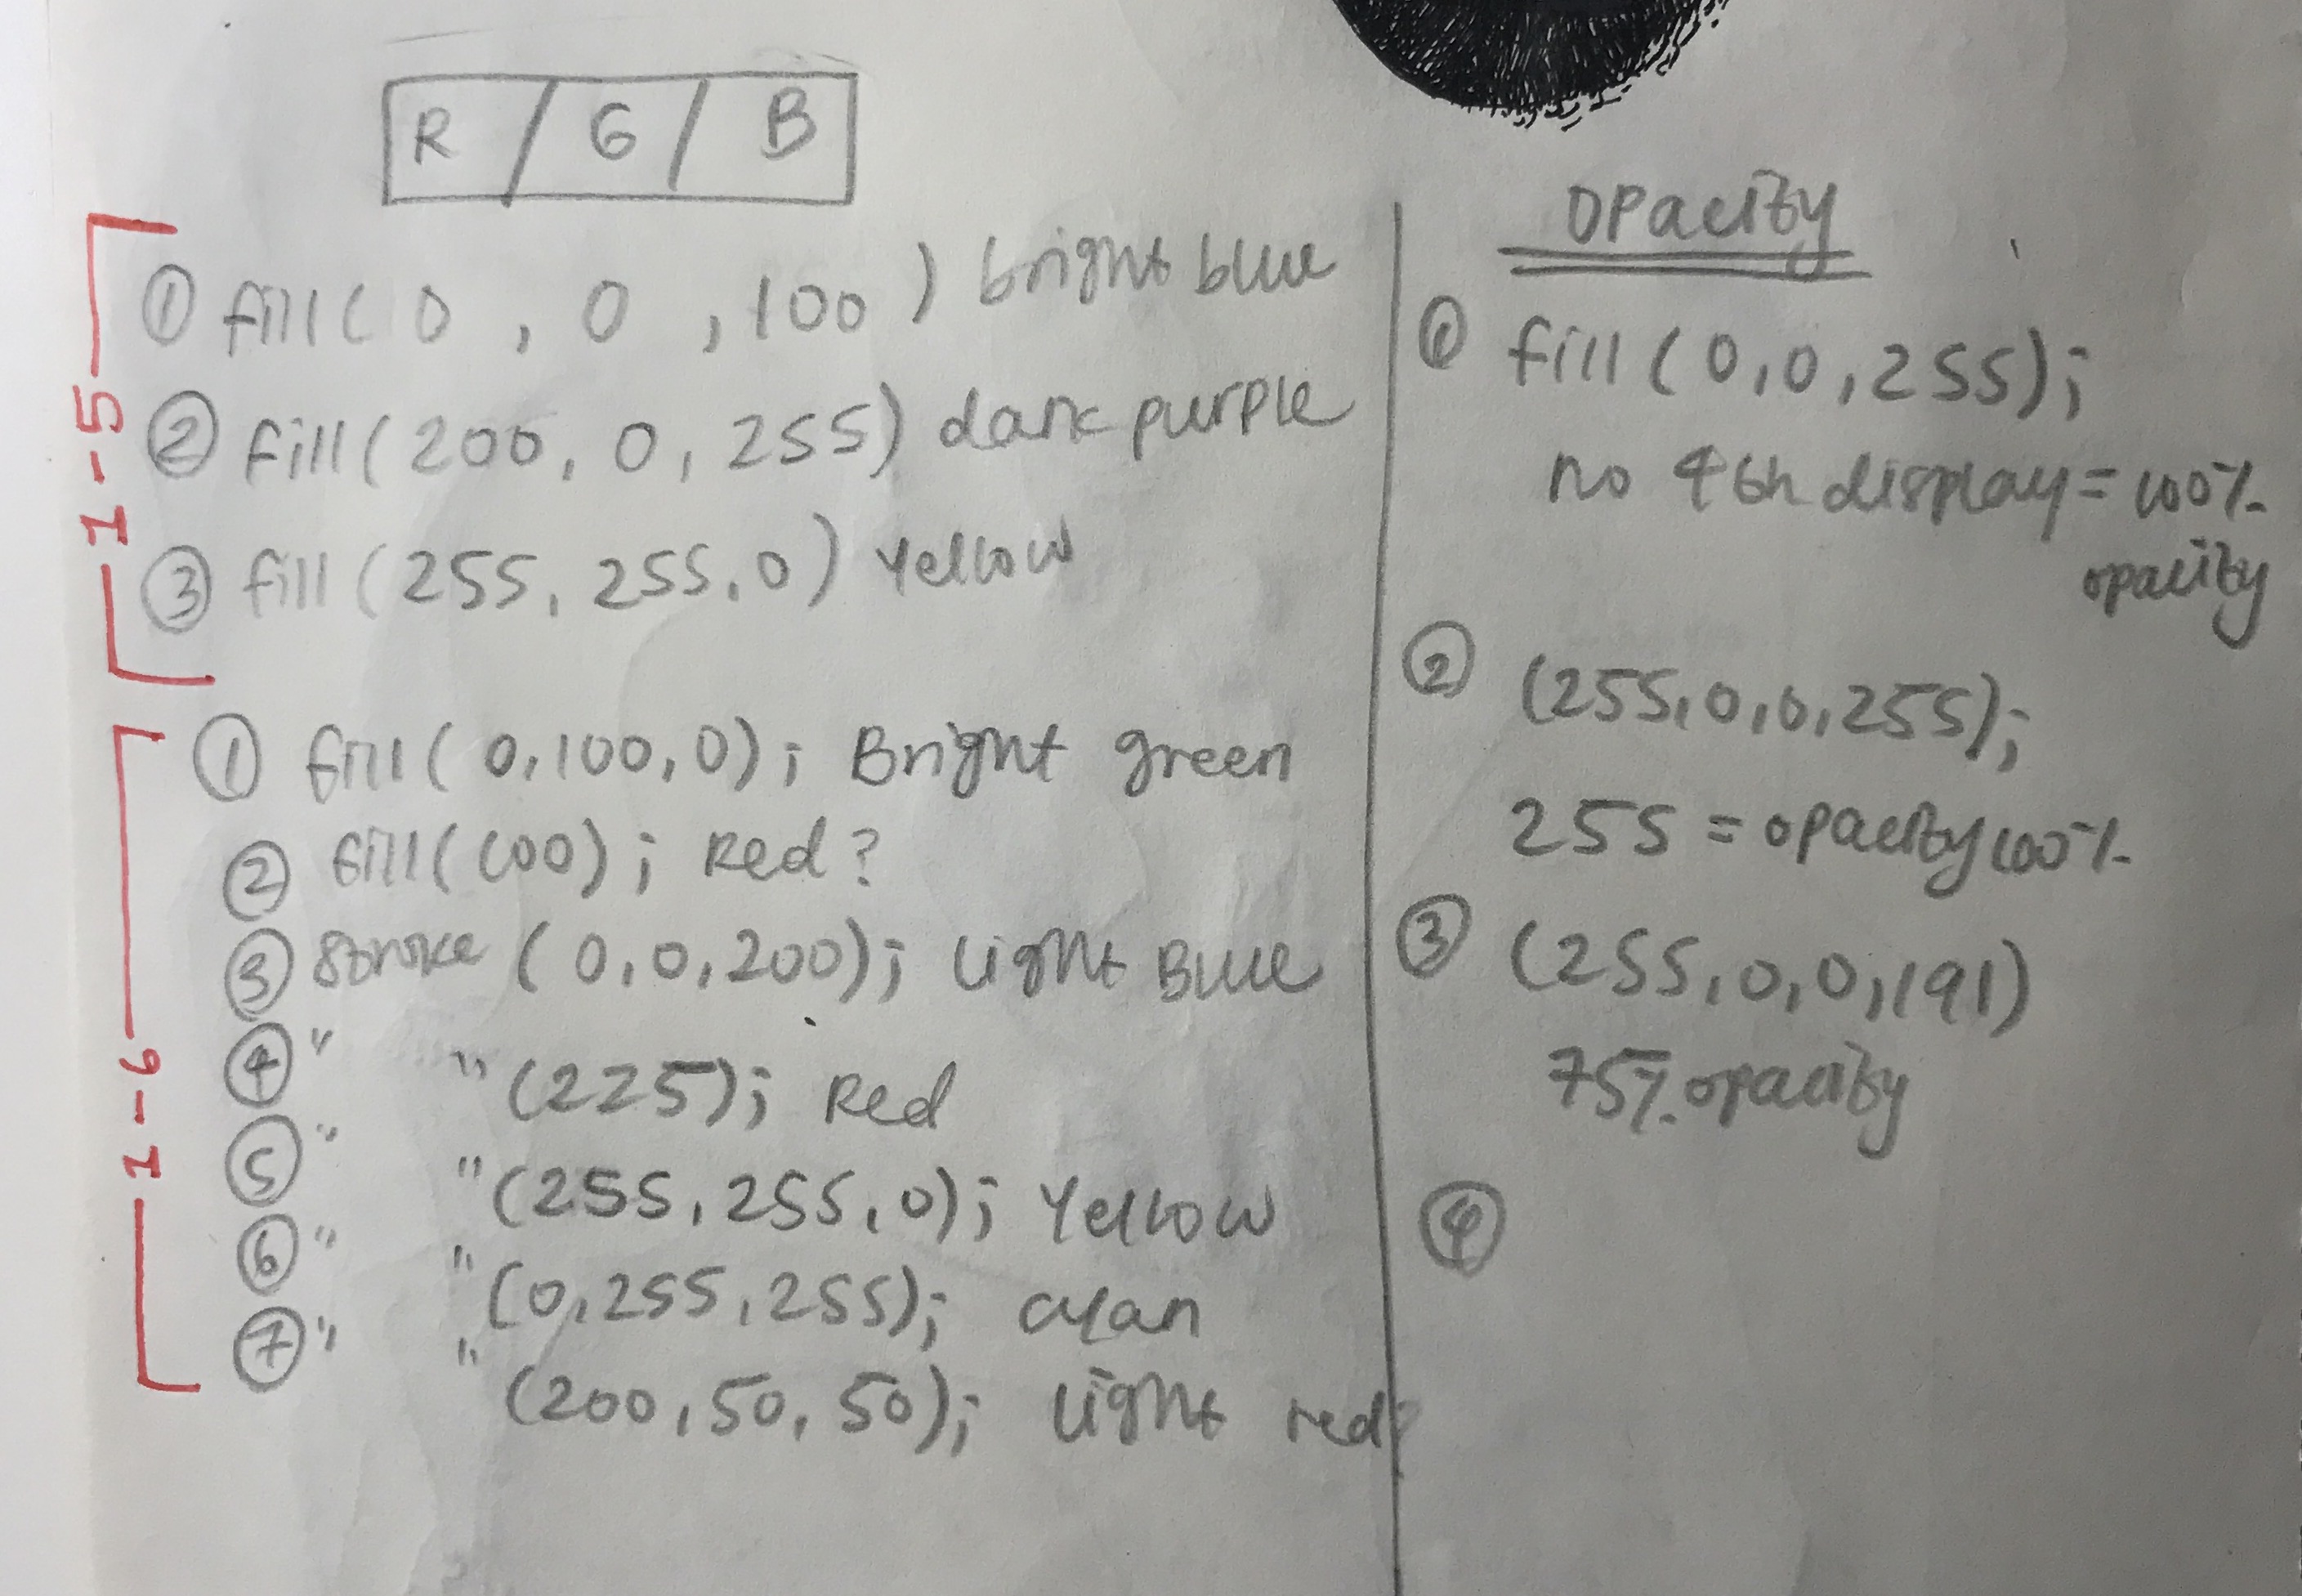 R / G / B
1-5
① fill( 0 , 0 , 100 ) bright blue
② fill(200, 0, 255) dark purple
③ fill (255, 255, 0) Yellow
1-6
① fill( 0,100,0); Bright green
② fill(100); Red?
③ stroke ( 0,0,200); Light Blue
④ " " (225); Red
⑤ " " (255, 255, 0); Yellow
⑥ " " (0,255,255); cyan
⑦ " " (200,50,50); Light red?
OPacity
① fill (0,0,255);
no 4th display = 100%
opacity
② (255,0,0,255);
255 = opacity 100%
③ (255,0,0,191)
75% opacity
④